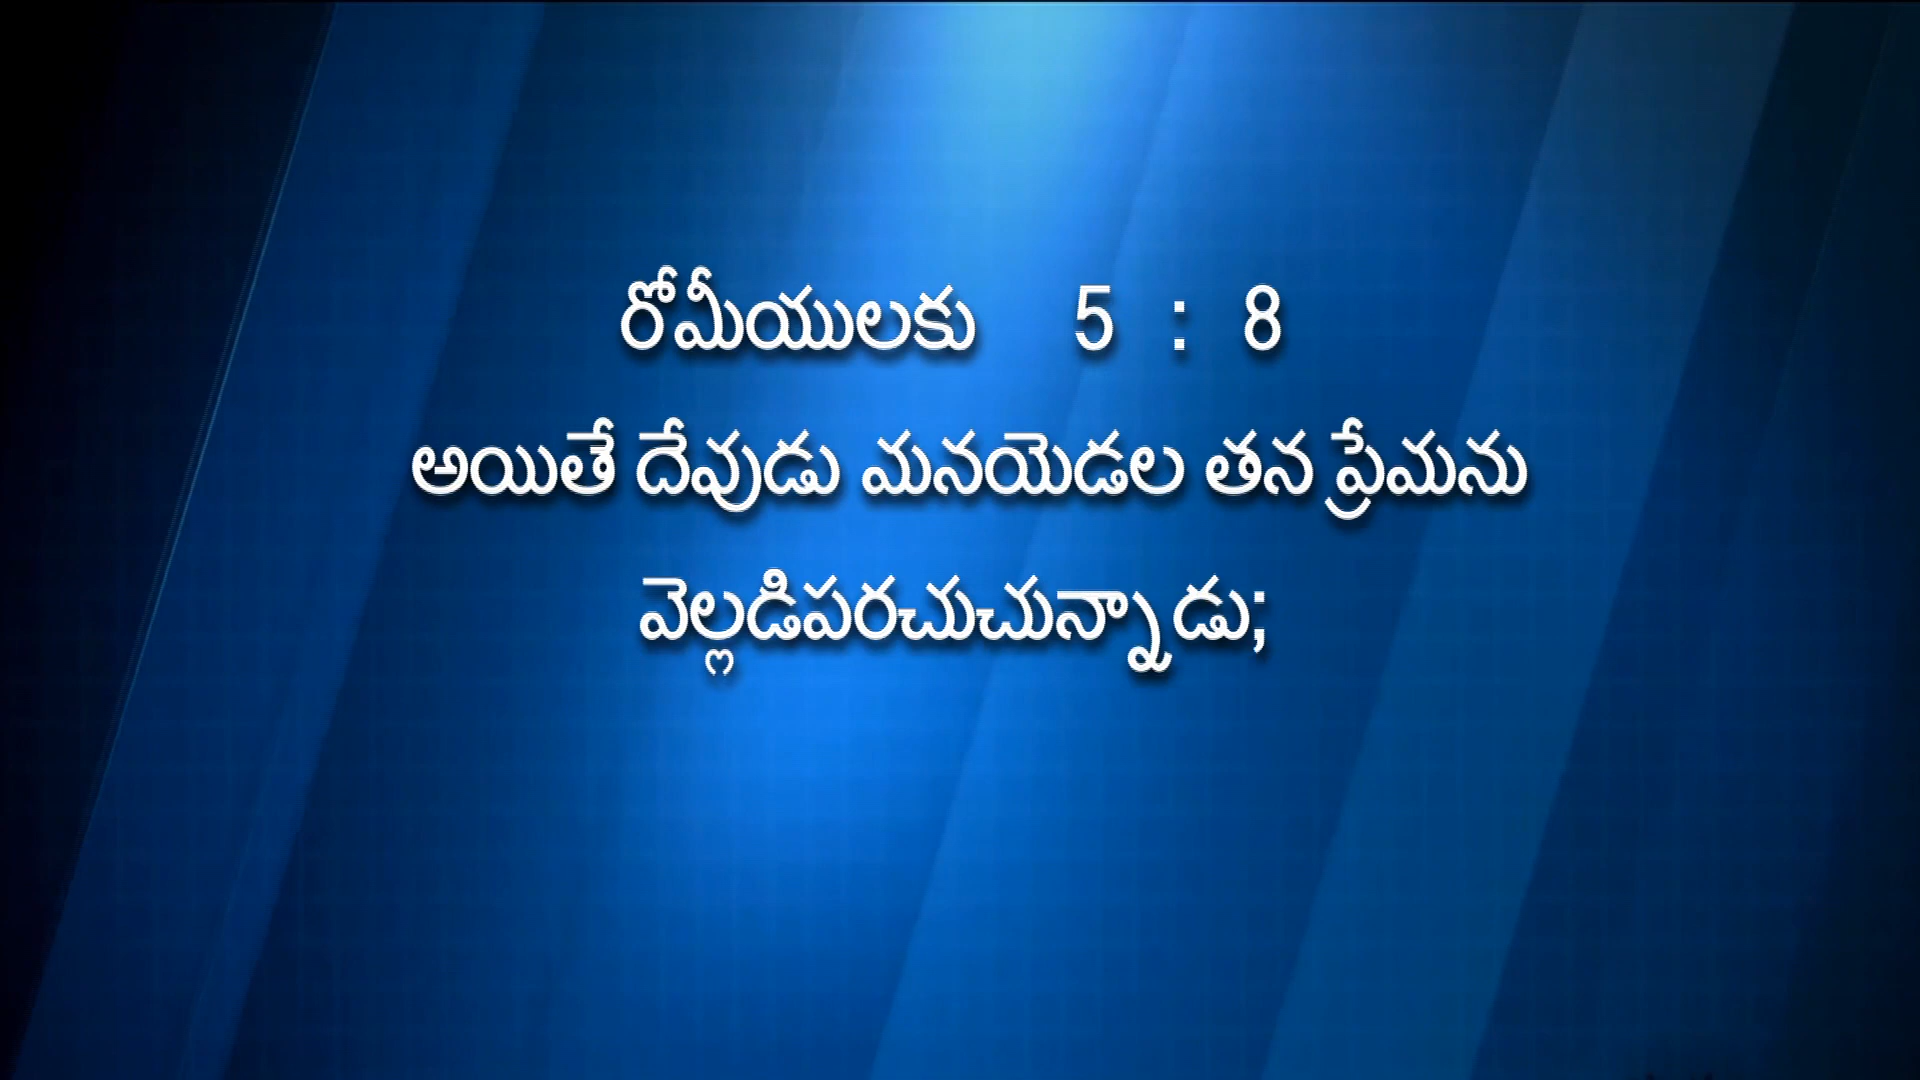 రోమీయులకు 5 : 8
అయితే దేవుడు మనయెడల తన ప్రేమను
వెల్లడిపరచుచున్నాడు;